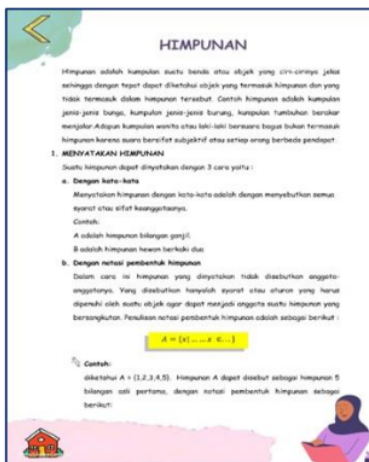 HIMPUNAN
Himpunan adalah kumpulan suatu benda atau objek yang ciri-cirinya jelas
sehingga dengan tepat dapat diketahui objek yang termasuk himpunan dan yang
tidak termasuk dalam himpunan tersebut. Contoh himpunan adalah kumpulan
jenis-jenis bunga, kumpulan jenis-jenis burung, kumpulan tumbuhan berakar
menjalar.Adapun kumpulan wanita atau laki-laki bersuara bagus bukan termasuk
himpunan karena suara bersifat subjektif atau setiap orang berbeda pendapat.
1. MENYATAKAN HIMPUNAN
Suatu himpunan dapat dinyatakan dengan 3 cara yaitu :
a. Dengan kata-kata
Menyatakan himpunan dengan kata-kata adalah dengan menyebutkan semua
syarat atau sifat keanggotaanya.
Contoh:
A adalah himpunan bilangan ganjil.
B adalah himpunan hewan berkaki dua
b. Dengan notasi pembentuk himpunan
Dalam cara ini himpunan yang dinyatakan tidak disebutkan anggota-
anggotanya. Yang disebutkan hanyalah syarat atau aturan yang harus
dipenuhi oleh suatu objek agar dapat menjadi anggota suatu himpunan yang
bersangkutan. Penulisan notasi pembentuk himpunan adalah sebagai berikut :
A = {x| ... ... x ∈. . . }
Contoh:
diketahui A = {1,2,3,4,5}. Himpunan A dapat disebut sebagai himpunan 5
bilangan asli pertama, dengan notasi pembentuk himpunan sebagai
berikut: